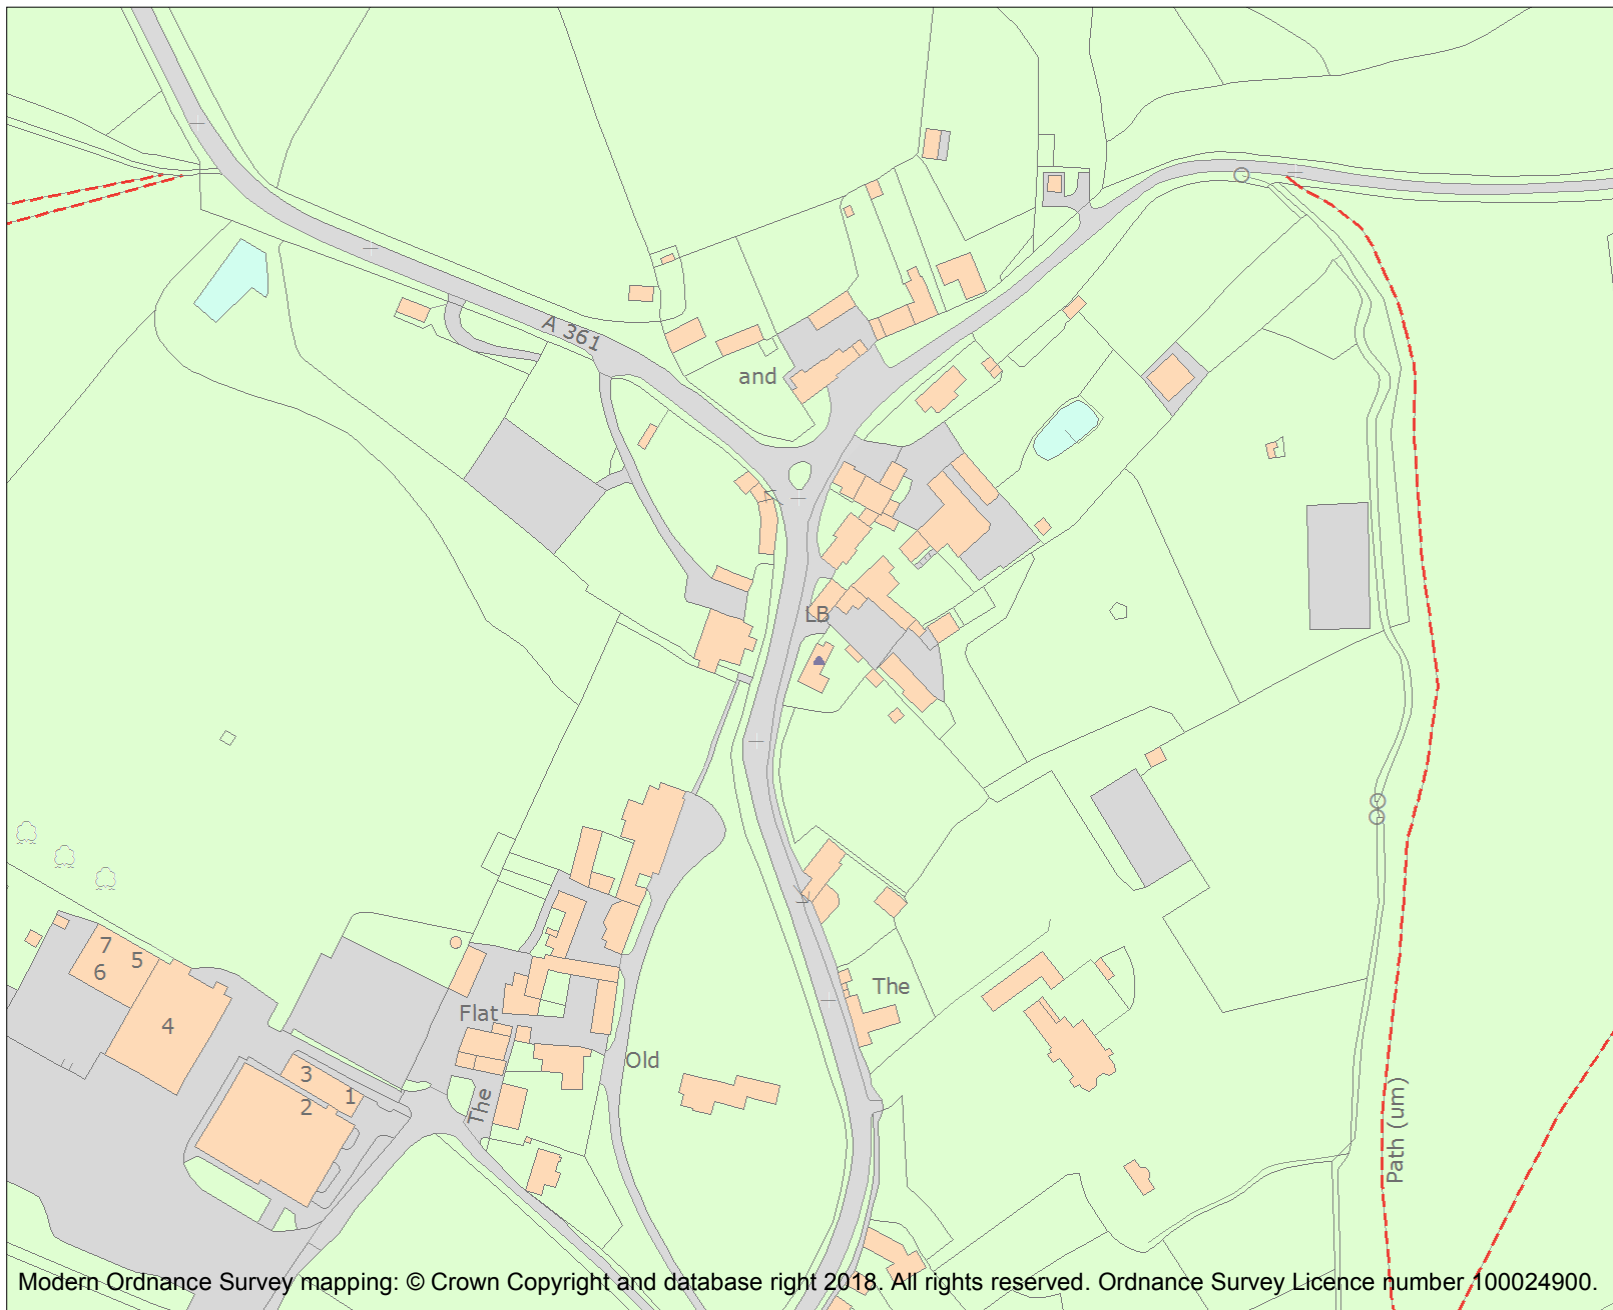 A 361
and
LB
7
5
6
The
4
Flat
Old
3
1
2
The
Path (um)
Modern Ordnance Survey mapping: © Crown Copyright and database right 2018. All rights reserved. Ordnance Survey Licence number 100024900.